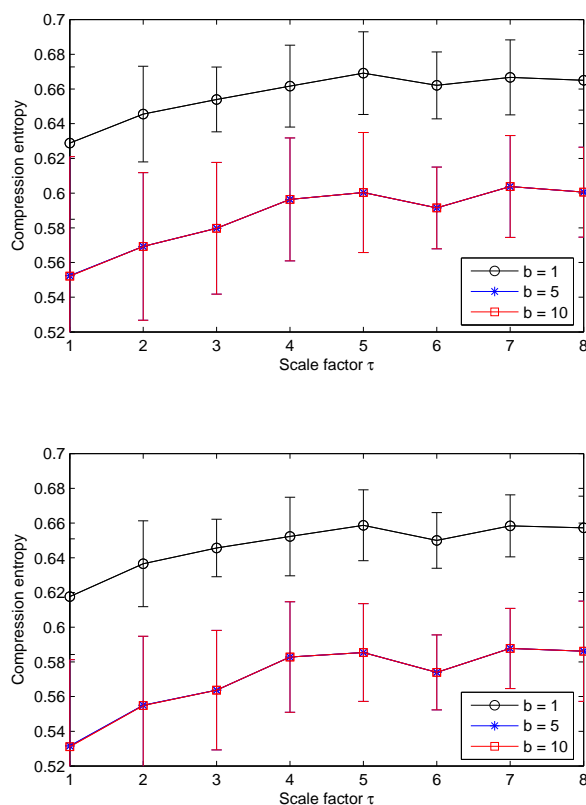 0.7
0.68
0.66
0.64
0.62
0.6
0.58
0.56
0.54
0.52
Compression entropy
1 2 3 4 5 6 7 8
Scale factor τ
b = 1
b = 5
b = 10
0.7
0.68
0.66
0.64
0.62
0.6
0.58
0.56
0.54
0.52
Compression entropy
1 2 3 4 5 6 7 8
Scale factor τ
b = 1
b = 5
b = 10